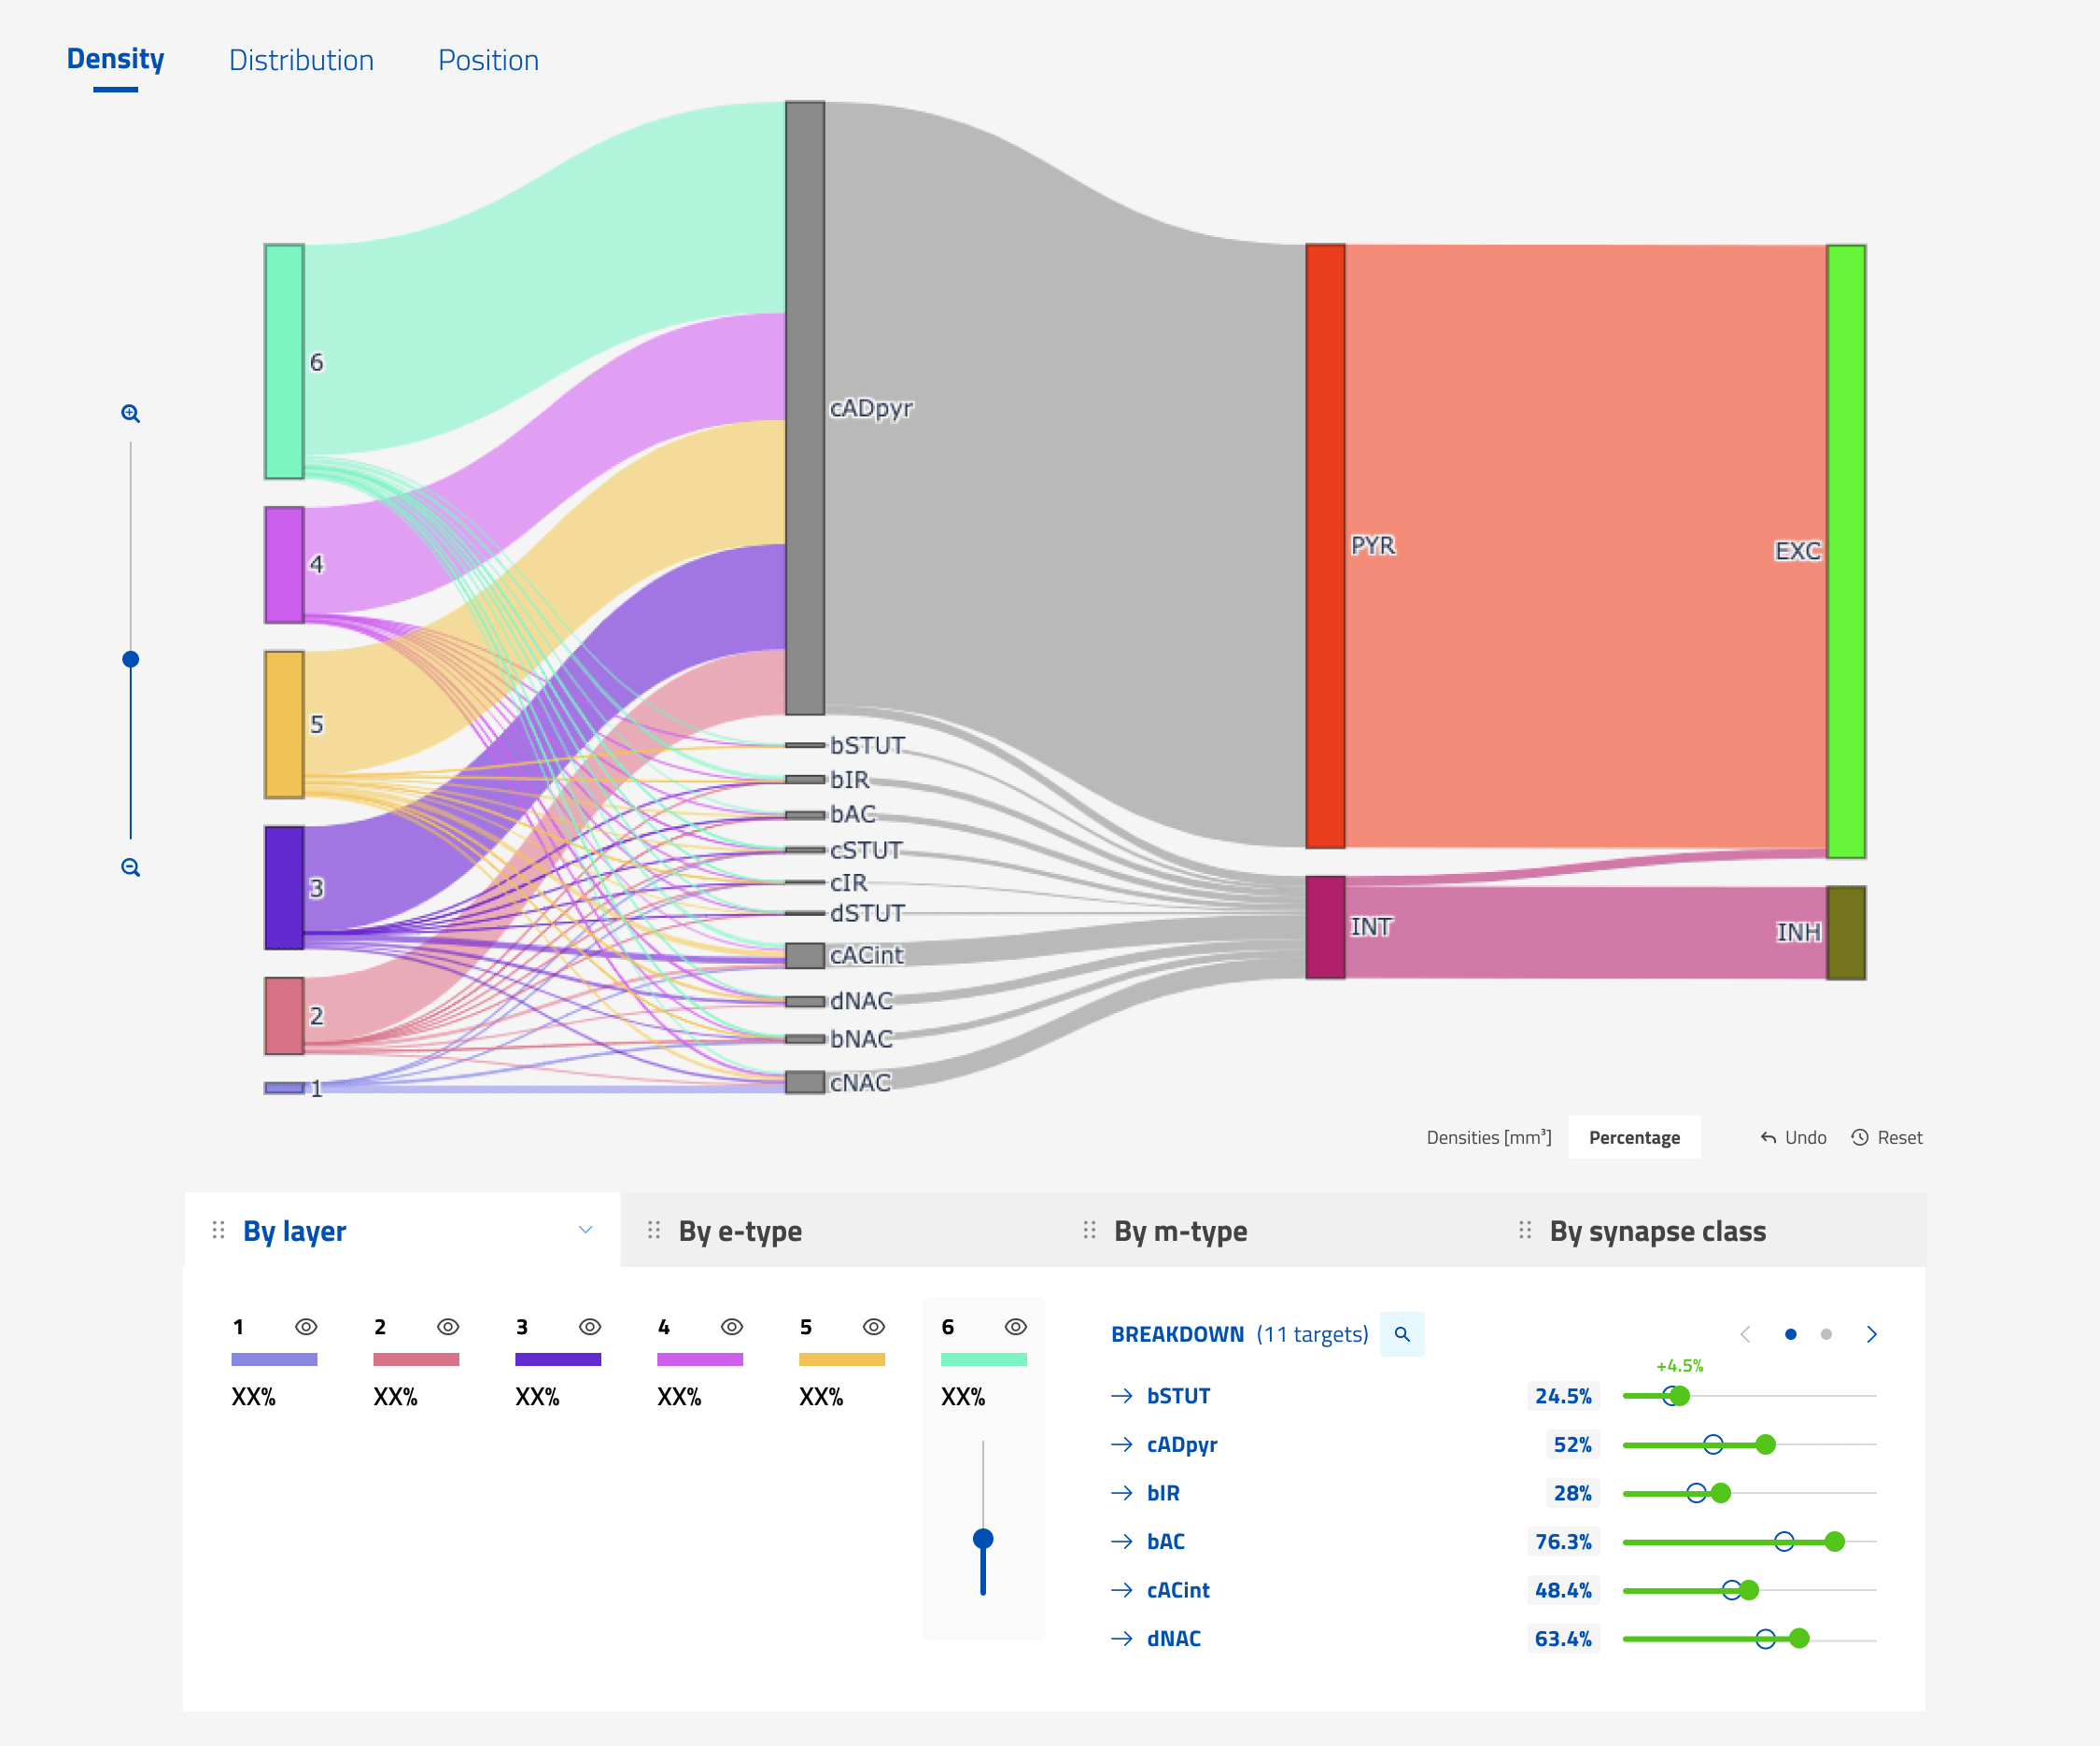 Density Distribution Position
6
4
5
3
2
1
cADpyr
bSTUT
bIR
bAC
cSTUT
cIR
dSTUT
cACint
dNAC
bNAC
cNAC
PYR
INT
EXC
INH
Densities [mm³] Percentage Undo Reset
By layer By e-type By m-type By synapse class
1 2 3 4 5 6
XX% XX% XX% XX% XX% XX%
BREAKDOWN (11 targets)
+4.5%
bSTUT 24.5%
cADpyr 52%
bIR 28%
bAC 76.3%
cACint 48.4%
dNAC 63.4%